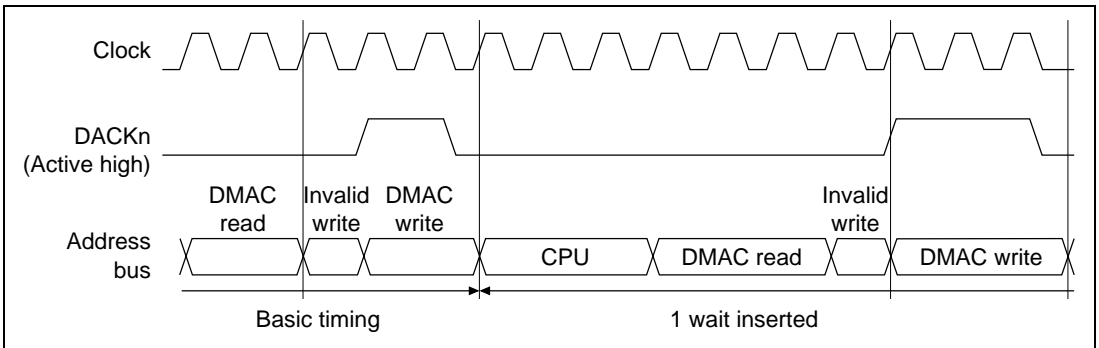 Clock
DACKn
(Active high)
DMAC
read
Invalid
write
DMAC
write
Invalid
write
Address
bus
CPU
DMAC read
DMAC write
Basic timing
1 wait inserted